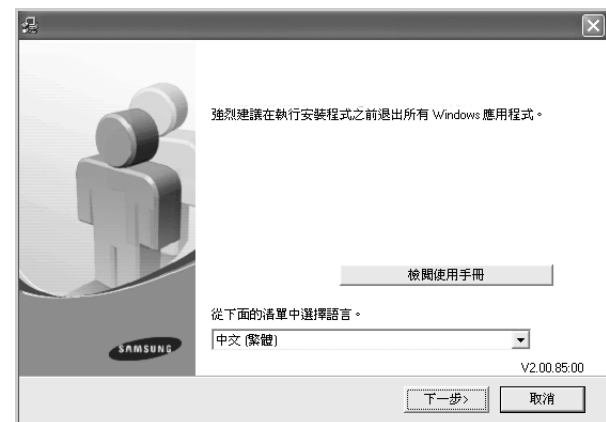 強烈建議在執行安裝程式之前退出所有 Windows 應用程式。
檢閱使用手冊
從下面的清單中選擇語言。
中文 (繁體)
SAMSUNG
V2.00.85:00
下一步>
取消